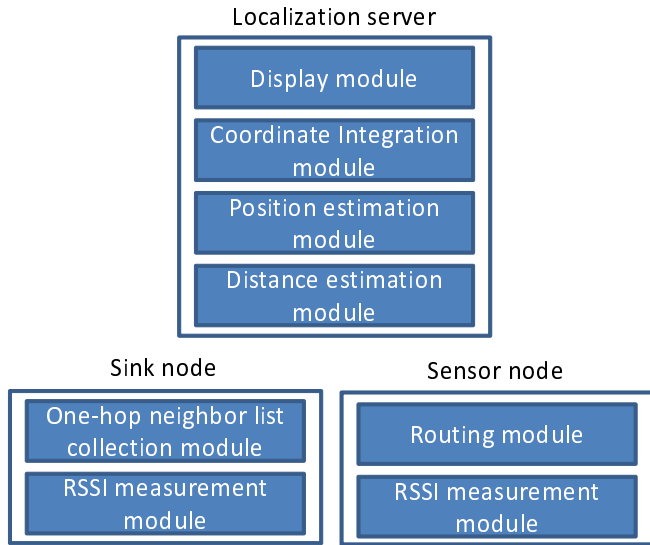 Localization server
Display module
Coordinate Integration
module
Position estimation
module
Distance estimation
module
Sink node
One-hop neighbor list
collection module
RSSI measurement
module
Sensor node
Routing module
RSSI measurement
module